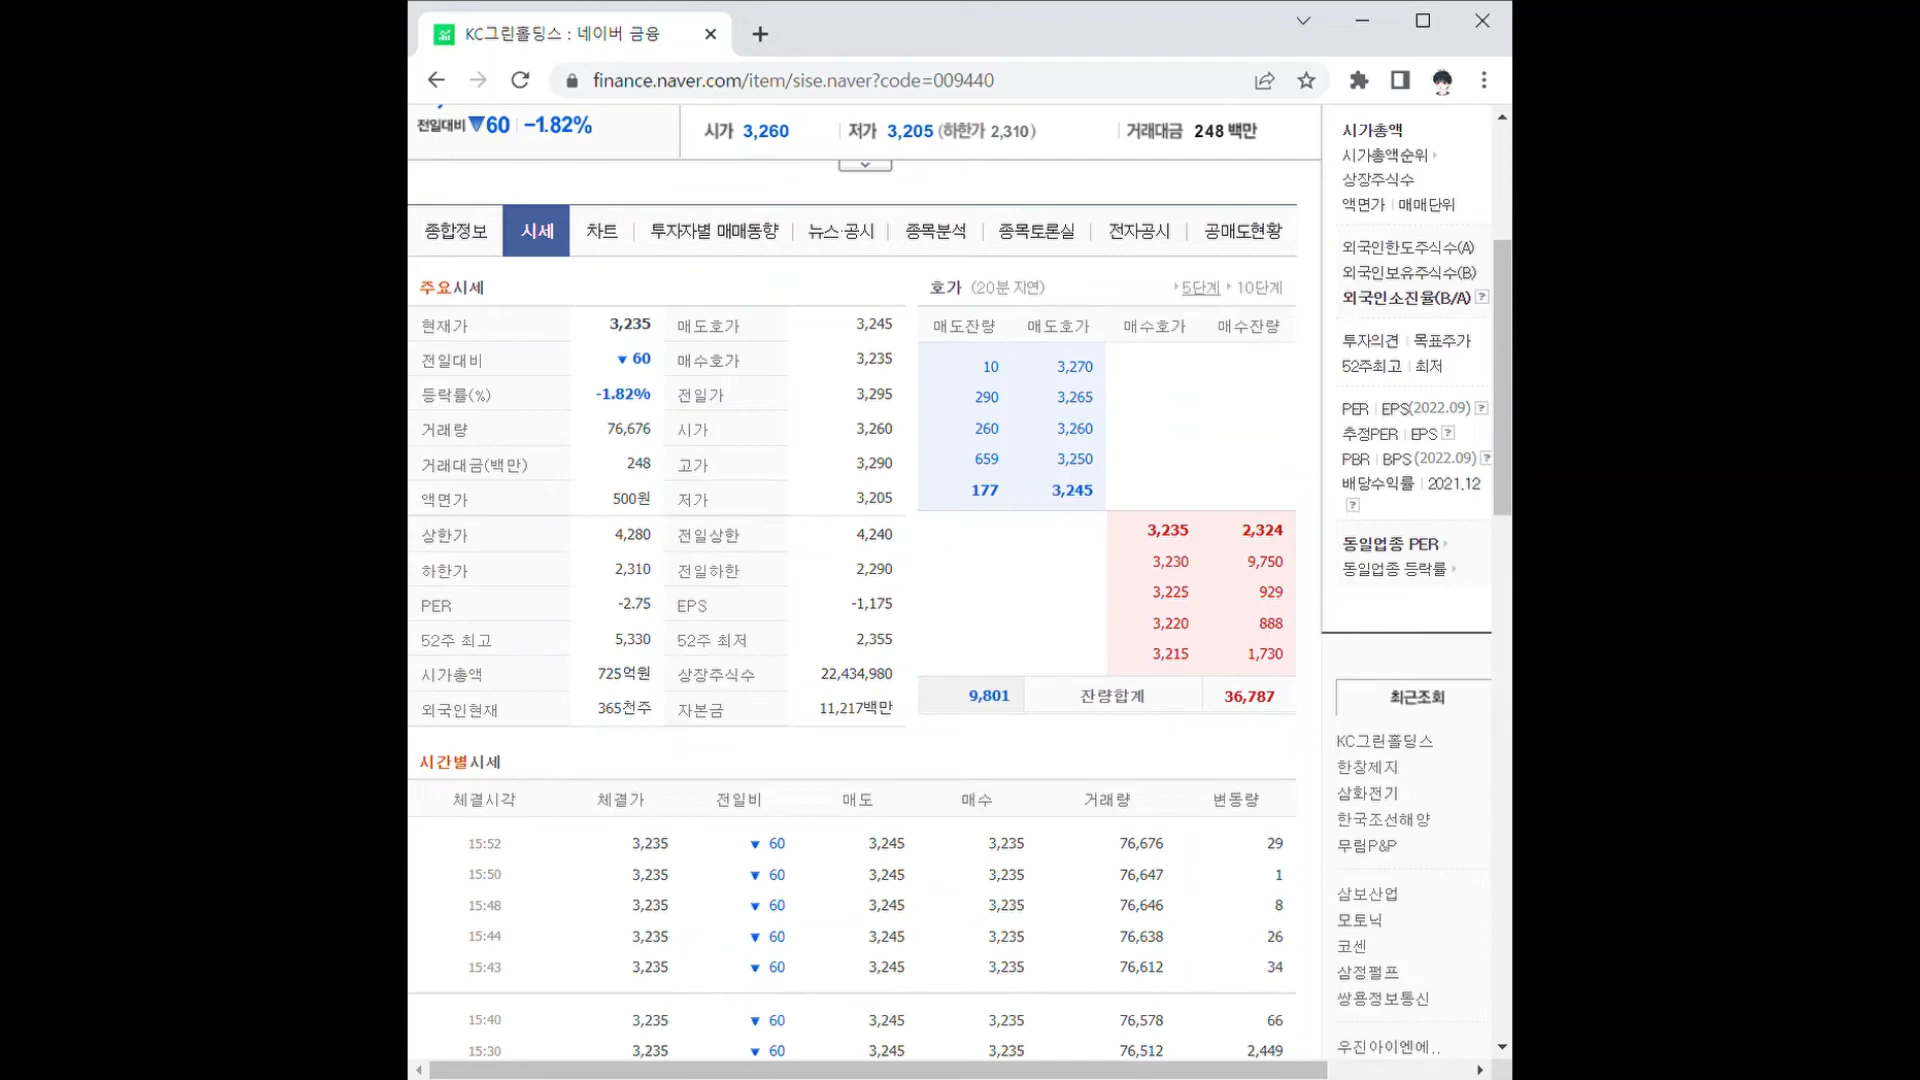 KC그린홀딩스 : 네이버 금융
finance.naver.com/item/sise.naver?code=009440
전일대비 ▼60 -1.82%
시가 3,260 저가 3,205 (하한가 2,310) 거래대금 248 백만
종합정보 시세 차트 투자자별 매매동향 뉴스·공시 종목분석 종목토론실 전자공시 공매도현황
주요시세
현재가 3,235 매도호가 3,245
전일대비 ▼ 60 매수호가 3,235
등락률(%) -1.82% 전일가 3,295
거래량 76,676 시가 3,260
거래대금(백만) 248 고가 3,290
액면가 500원 저가 3,205
상한가 4,280 전일상한 4,240
하한가 2,310 전일하한 2,290
PER -2.75 EPS -1,175
52주 최고 5,330 52주 최저 2,355
시가총액 725억원 상장주식수 22,434,980
외국인현재 365천주 자본금 11,217백만
호가 (20분 지연) 5단계 10단계
매도잔량 매도호가 매수호가 매수잔량
10 3,270
290 3,265
260 3,260
659 3,250
177 3,245
3,235 2,324
3,230 9,750
3,225 929
3,220 888
3,215 1,730
9,801 잔량합계 36,787
시간별시세
체결시각 체결가 전일비 매도 매수 거래량 변동량
15:52 3,235 ▼ 60 3,245 3,235 76,676 29
15:50 3,235 ▼ 60 3,245 3,235 76,647 1
15:48 3,235 ▼ 60 3,245 3,235 76,646 8
15:44 3,235 ▼ 60 3,245 3,235 76,638 26
15:43 3,235 ▼ 60 3,245 3,235 76,612 34
15:40 3,235 ▼ 60 3,245 3,235 76,578 66
15:30 3,235 ▼ 60 3,245 3,235 76,512 2,449
시가총액
시가총액순위
상장주식수
액면가 매매단위
외국인한도주식수(A)
외국인보유주식수(B)
외국인소진율(B/A) ?
투자의견 목표주가
52주최고 최저
PER EPS(2022.09) ?
추정PER EPS ?
PBR BPS (2022.09) ?
배당수익률 2021.12
?
동일업종 PER
동일업종 등락률
최근조회
KC그린홀딩스
한창제지
삼화전기
한국조선해양
무림P&P
삼보산업
모토닉
코센
삼정펄프
쌍용정보통신
우진아이엔에..